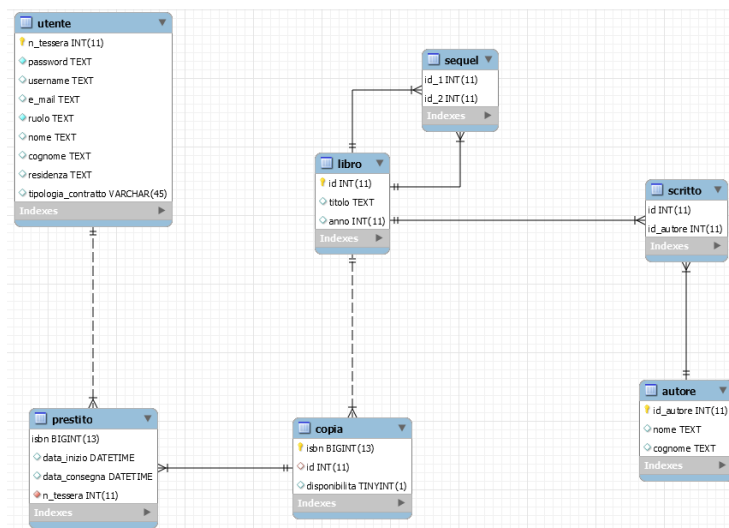 utente
n_tessera INT(11)
password TEXT
username TEXT
e_mail TEXT
ruolo TEXT
nome TEXT
cognome TEXT
residenza TEXT
tipologia_contratto VARCHAR(45)
Indexes
sequel
id_1 INT(11)
id_2 INT(11)
Indexes
libro
id INT(11)
titolo TEXT
anno INT(11)
Indexes
scritto
id INT(11)
id_autore INT(11)
Indexes
prestito
isbn BIGINT(13)
data_inizio DATETIME
data_consegna DATETIME
n_tessera INT(11)
Indexes
copia
isbn BIGINT(13)
id INT(11)
disponibilita TINYINT(1)
Indexes
autore
id_autore INT(11)
nome TEXT
cognome TEXT
Indexes